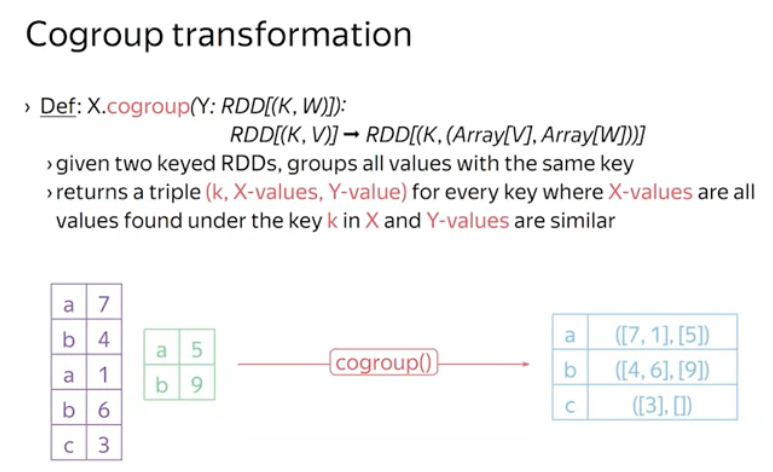 Cogroup transformation
› Def: X.cogroup(Y: RDD[(K, W)]):
RDD[(K, V)] → RDD[(K, (Array[V], Array[W]))]
› given two keyed RDDs, groups all values with the same key
› returns a triple (k, X-values, Y-value) for every key where X-values are all
values found under the key k in X and Y-values are similar
a 7
b 4
a 1
b 6
c 3
a 5
b 9
cogroup()
a ([7, 1], [5])
b ([4, 6], [9])
c ([3], [])